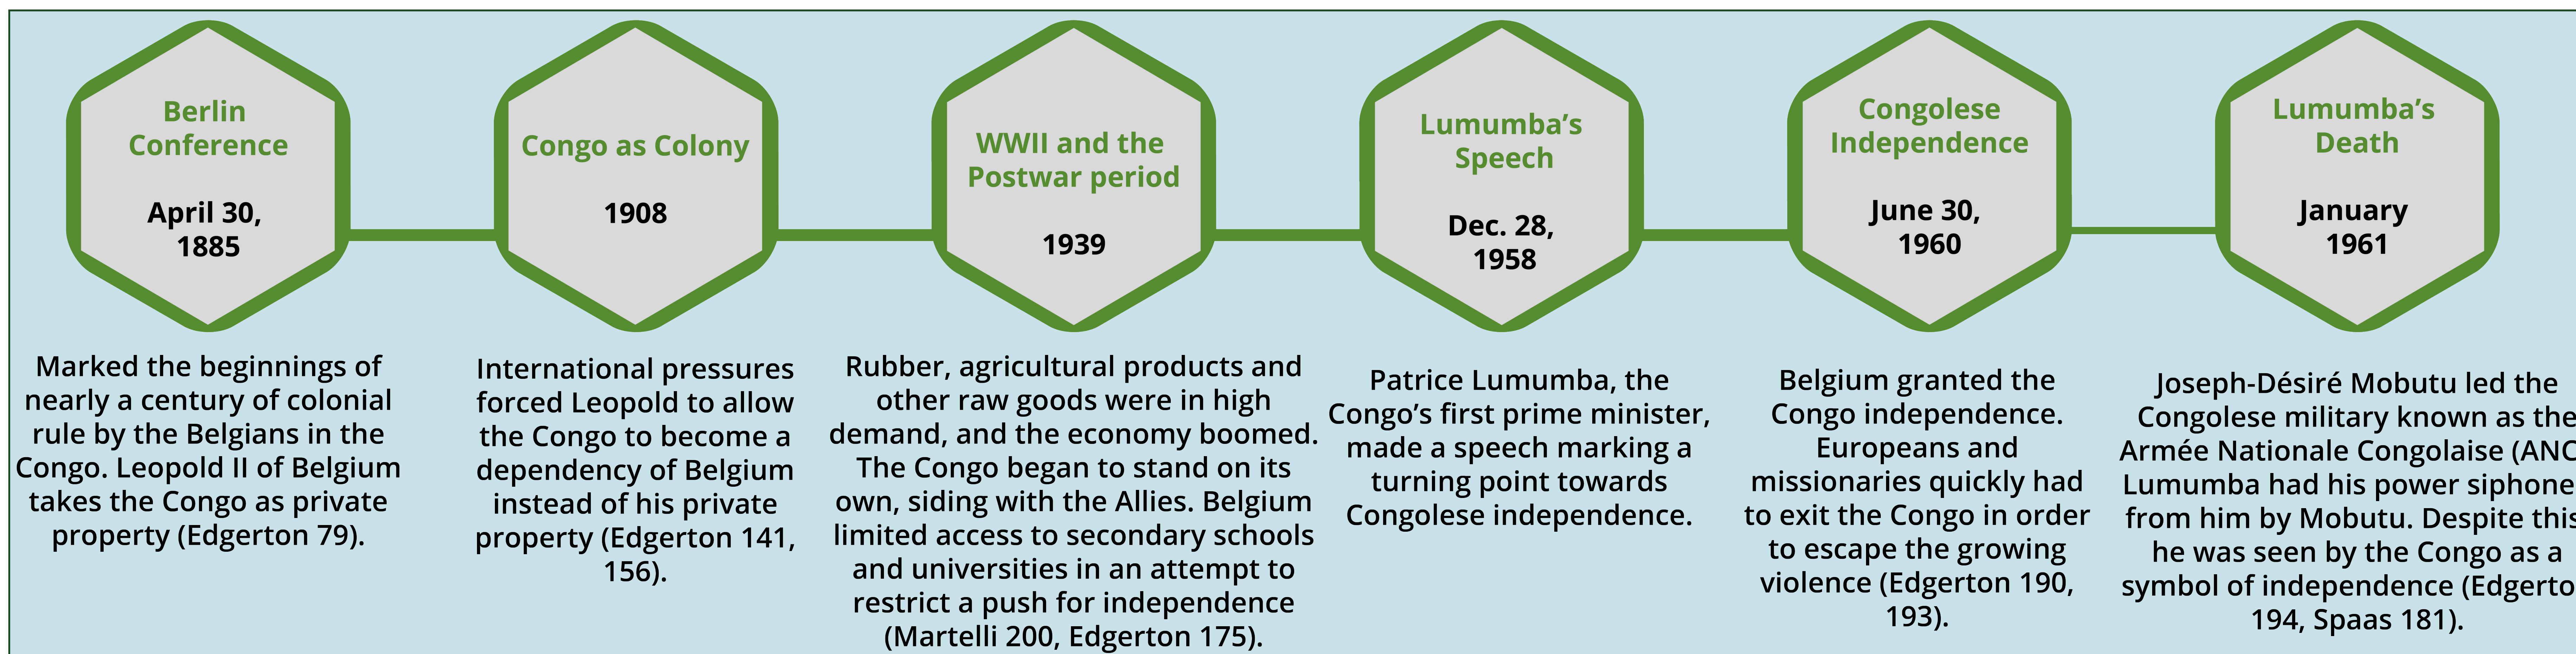 Berlin
Conference
April 30,
1885
Marked the beginnings of
nearly a century of colonial
rule by the Belgians in the
Congo. Leopold II of Belgium
takes the Congo as private
property (Edgerton 79).
Congo as Colony
1908
International pressures
forced Leopold to allow
the Congo to become a
dependency of Belgium
instead of his private
property (Edgerton 141,
156).
WWII and the
Postwar period
1939
Rubber, agricultural products and
other raw goods were in high
demand, and the economy boomed.
The Congo began to stand on its
own, siding with the Allies. Belgium
limited access to secondary schools
and universities in an attempt to
restrict a push for independence
(Martelli 200, Edgerton 175).
Lumumba’s
Speech
Dec. 28,
1958
Patrice Lumumba, the
Congo’s first prime minister,
made a speech marking a
turning point towards
Congolese independence.
Congolese
Independence
June 30,
1960
Belgium granted the
Congo independence.
Europeans and
missionaries quickly had
to exit the Congo in order
to escape the growing
violence (Edgerton 190,
193).
Lumumba’s
Death
January
1961
Joseph-Désiré Mobutu led the
Congolese military known as the
Armée Nationale Congolaise (ANC
Lumumba had his power siphone
from him by Mobutu. Despite this
he was seen by the Congo as a
symbol of independence (Edgerto
194, Spaas 181).